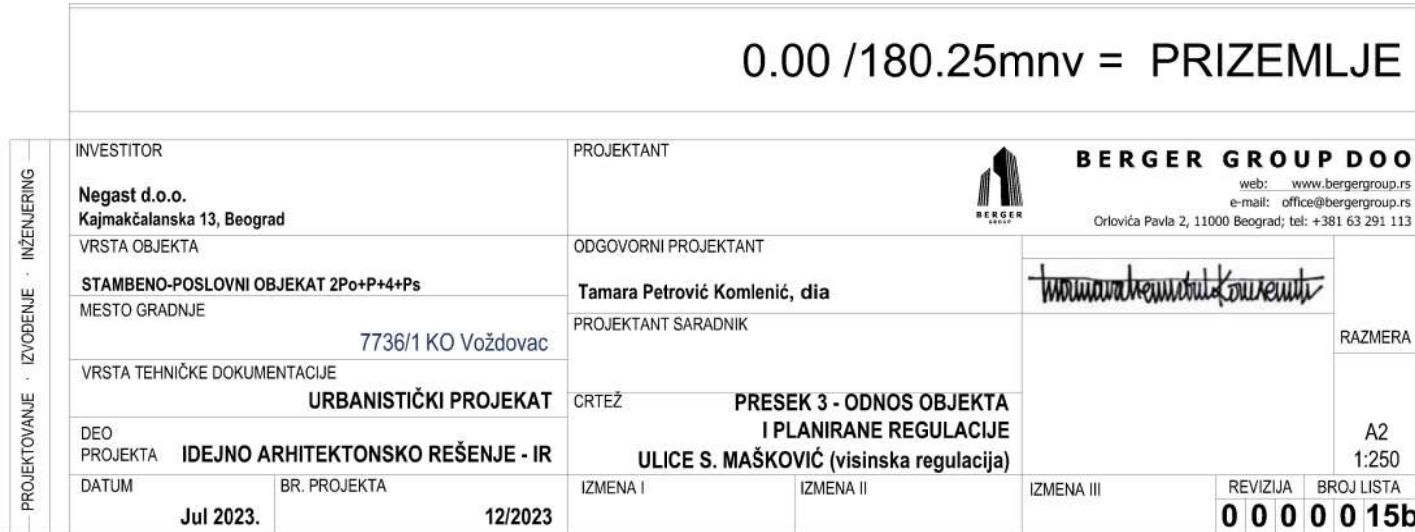 0.00 /180.25mnv = PRIZEMLJE
PROJEKTOVANJE · IZVOĐENJE · INŽENJERING
INVESTITOR
Negast d.o.o.
Kajmakčalanska 13, Beograd
PROJEKTANT
BERGER
GROUP
BERGER GROUP DOO
web: www.bergergroup.rs
e-mail: office@bergergroup.rs
Orlovića Pavla 2, 11000 Beograd; tel: +381 63 291 113
VRSTA OBJEKTA
STAMBENO-POSLOVNI OBJEKAT 2Po+P+4+Ps
ODGOVORNI PROJEKTANT
Tamara Petrović Komlenić, dia
MESTO GRADNJE
7736/1 KO Voždovac
PROJEKTANT SARADNIK
RAZMERA
VRSTA TEHNIČKE DOKUMENTACIJE
URBANISTIČKI PROJEKAT
CRTEŽ
PRESEK 3 - ODNOS OBJEKTA
I PLANIRANE REGULACIJE
ULICE S. MAŠKOVIĆ (visinska regulacija)
A2
1:250
DEO
PROJEKTA IDEJNO ARHITEKTONSKO REŠENJE - IR
DATUM
Jul 2023.
BR. PROJEKTA
12/2023
IZMENA I
IZMENA II
IZMENA III
REVIZIJA
0 0 0
BROJ LISTA
0 0 15b